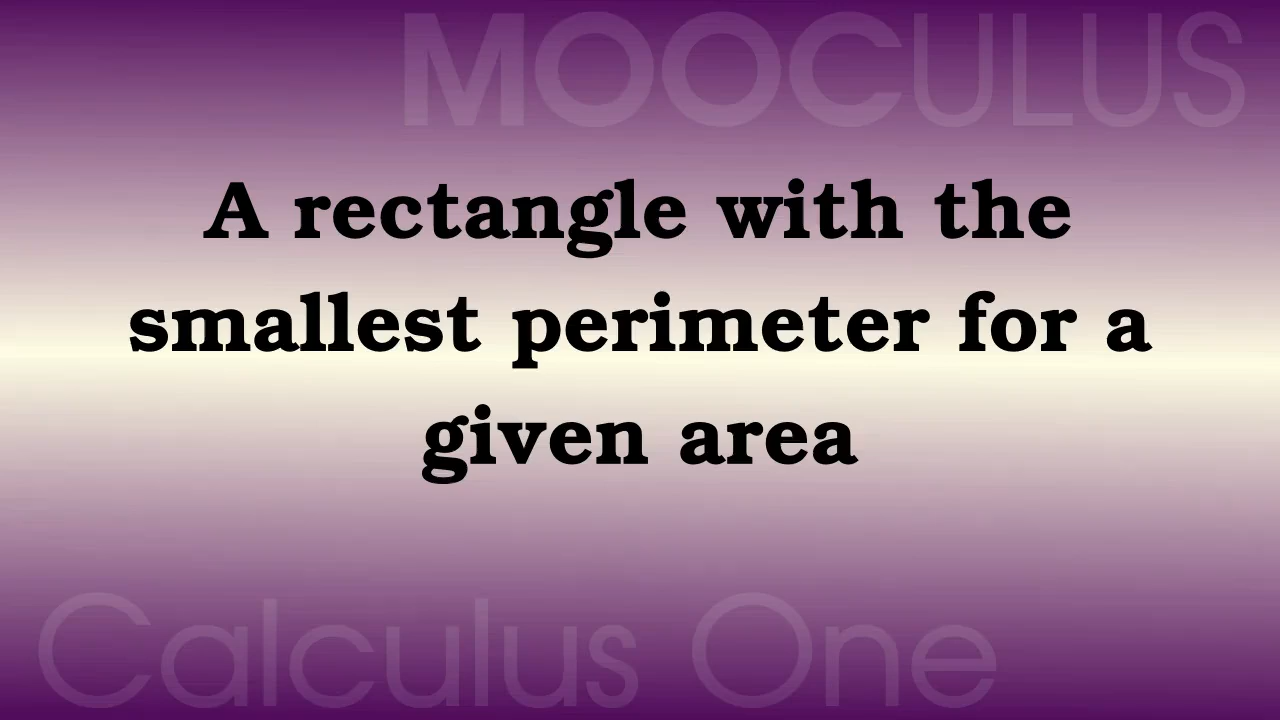 MOOCULUS
A rectangle with the
smallest perimeter for a
given area
Calculus One